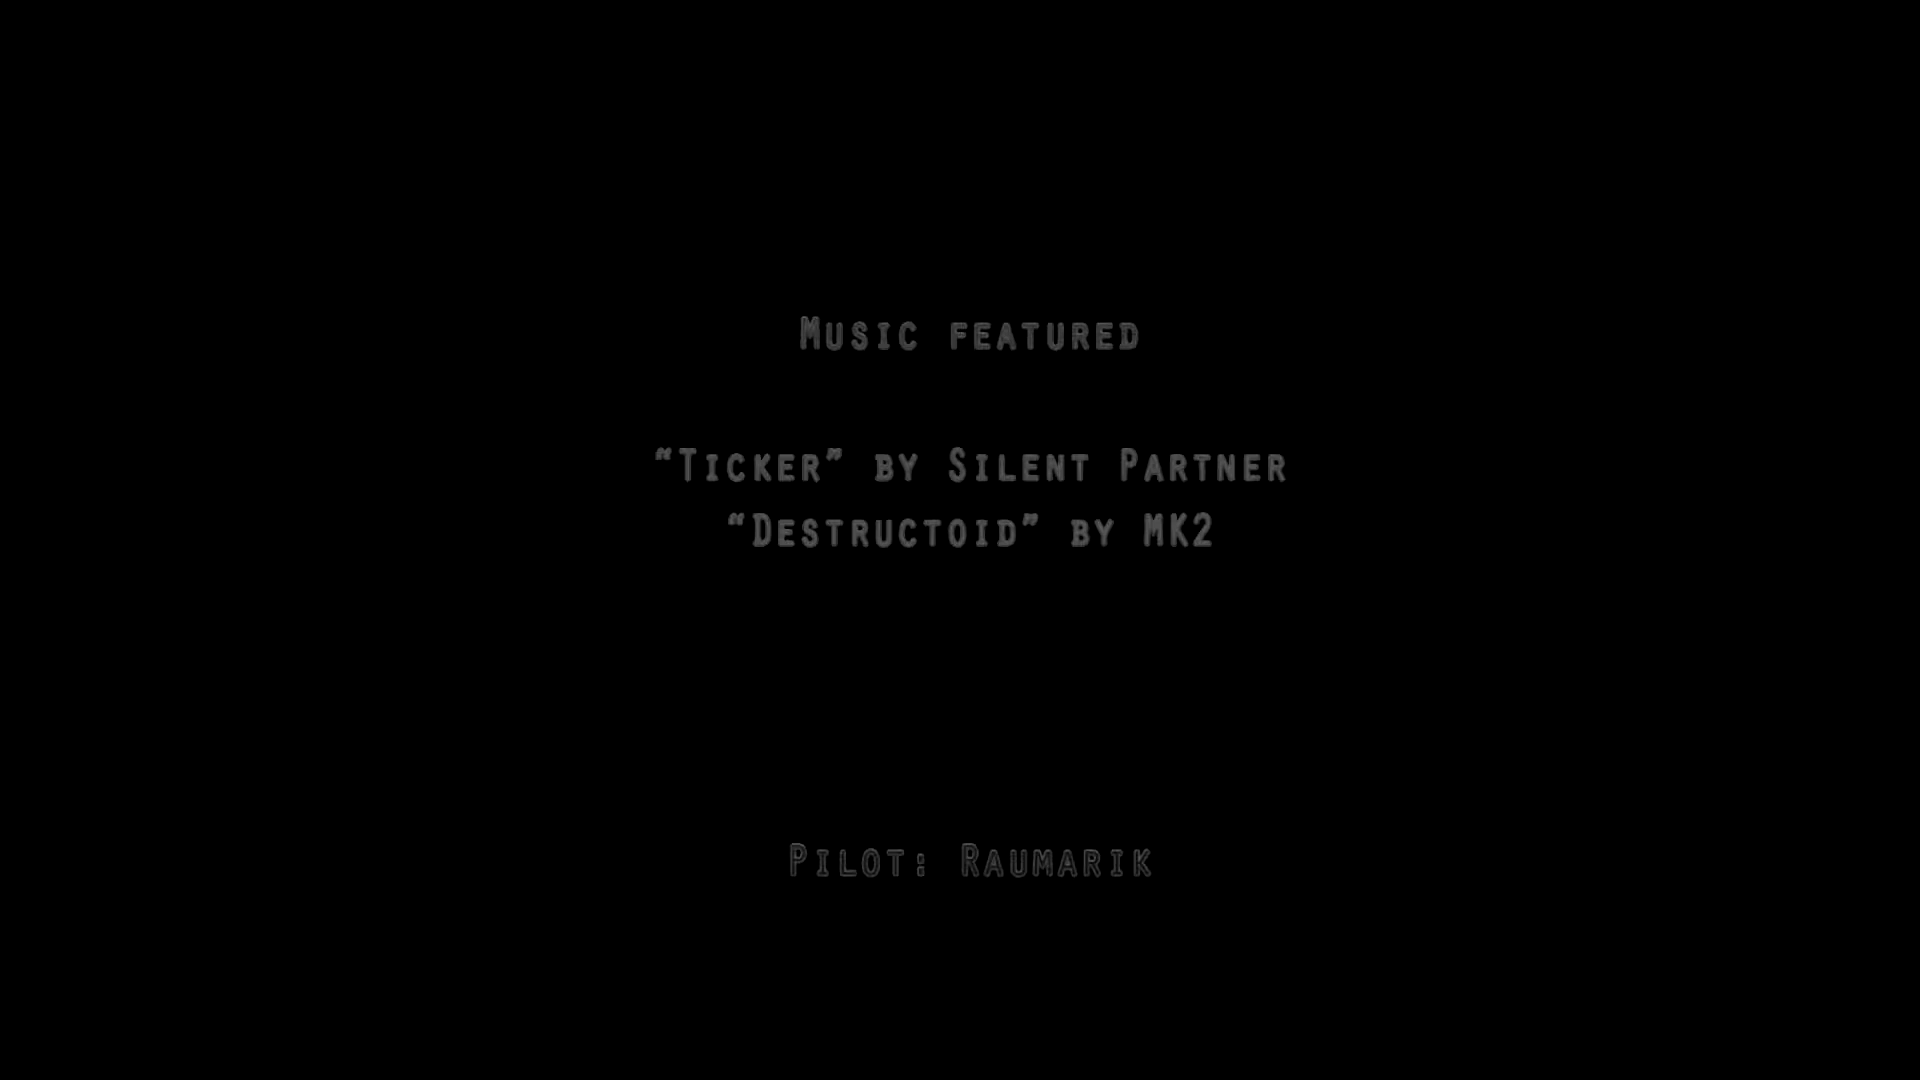 Music featured
“Ticker” by Silent Partner
“Destructoid” by MK2
Pilot: Raumarik